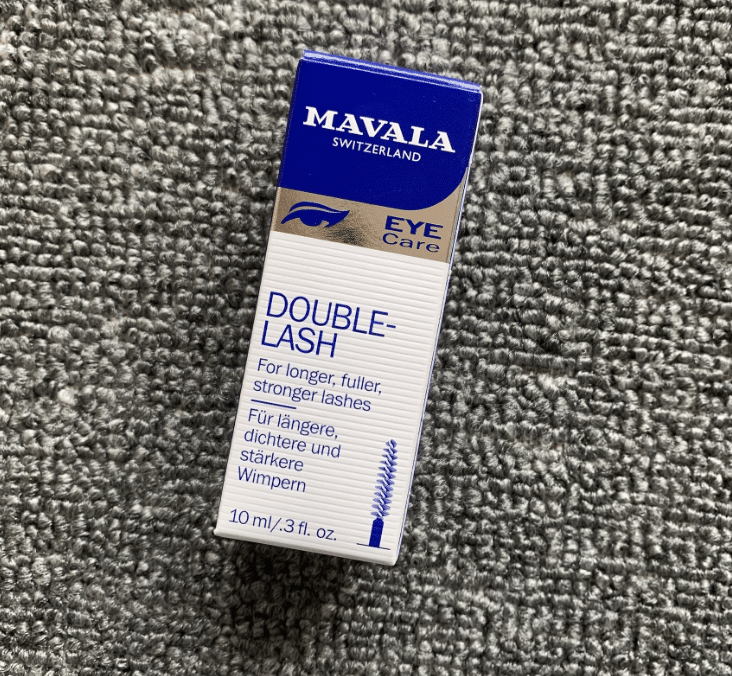 MAVALA
SWITZERLAND
EYE
Care
DOUBLE-
LASH
For longer, fuller,
stronger lashes
Für längere,
dichtere und
stärkere
Wimpern
10 ml/.3 fl. oz.